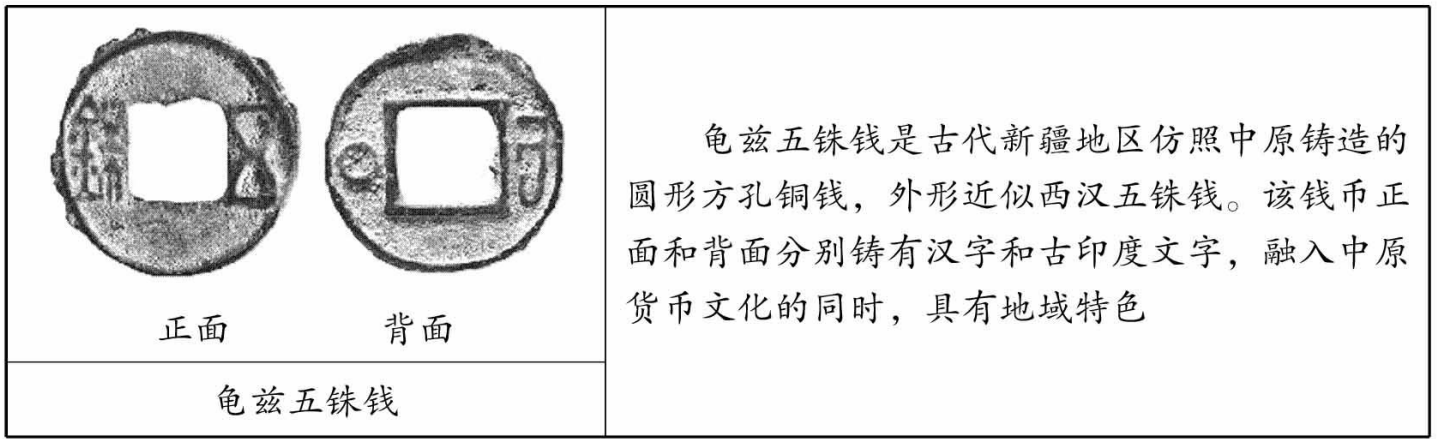 正面 背面
龟兹五铢钱
龟兹五铢钱是古代新疆地区仿照中原铸造的
圆形方孔铜钱，外形近似西汉五铢钱。该钱币正
面和背面分别铸有汉字和古印度文字，融入中原
货币文化的同时，具有地域特色